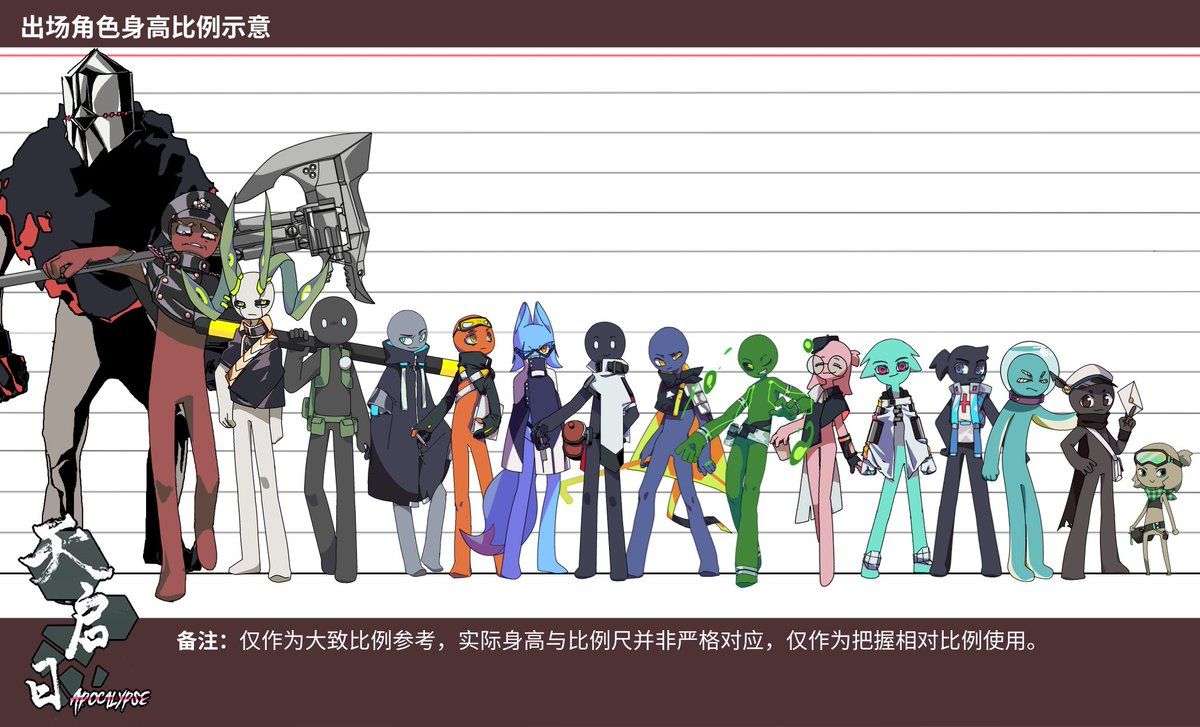 出场角色身高比例示意
备注：仅作为大致比例参考，实际身高与比例尺并非严格对应，仅作为把握相对比例使用。
天启日
APOCALYPSE